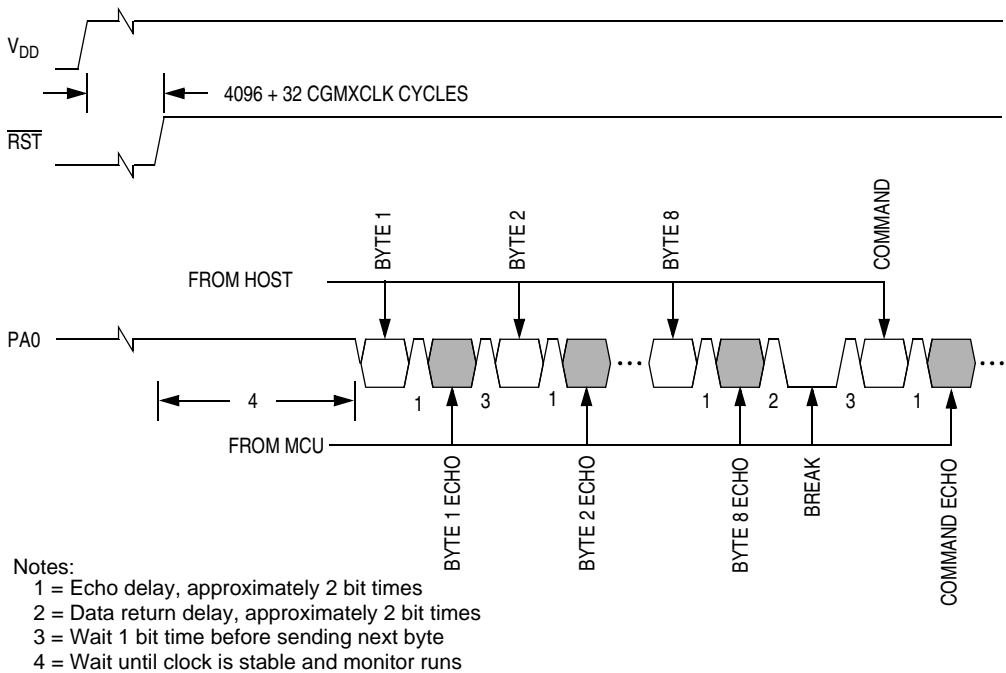 VDD
4096 + 32 CGMXCLK CYCLES
RST
BYTE 1
BYTE 2
BYTE 8
COMMAND
FROM HOST
PA0
...
...
4
1
3
1
1
2
3
1
FROM MCU
BYTE 1 ECHO
BYTE 2 ECHO
BYTE 8 ECHO
BREAK
COMMAND ECHO
Notes:
1 = Echo delay, approximately 2 bit times
2 = Data return delay, approximately 2 bit times
3 = Wait 1 bit time before sending next byte
4 = Wait until clock is stable and monitor runs